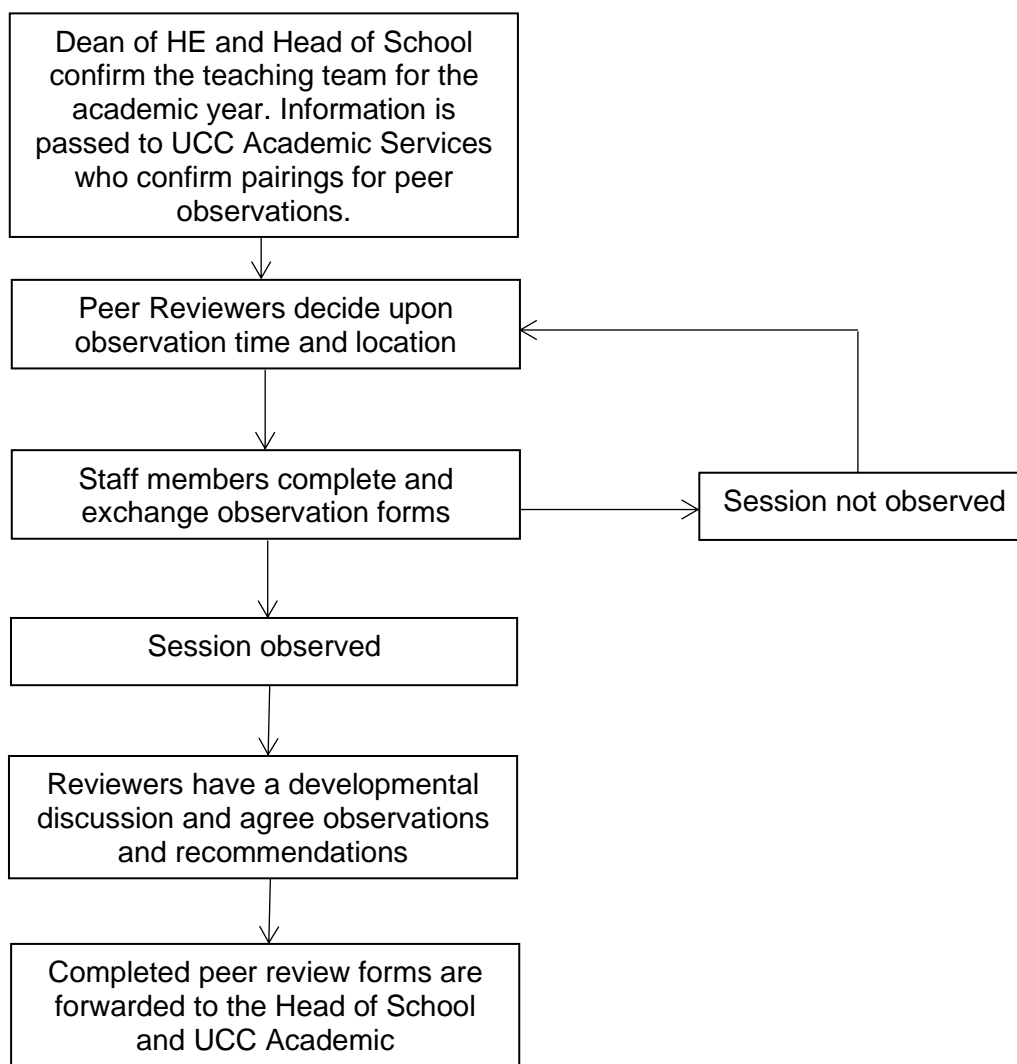 Dean of HE and Head of School
confirm the teaching team for the
academic year. Information is
passed to UCC Academic Services
who confirm pairings for peer
observations.
Peer Reviewers decide upon
observation time and location
Staff members complete and
exchange observation forms
Session not observed
Session observed
Reviewers have a developmental
discussion and agree observations
and recommendations
Completed peer review forms are
forwarded to the Head of School
and UCC Academic